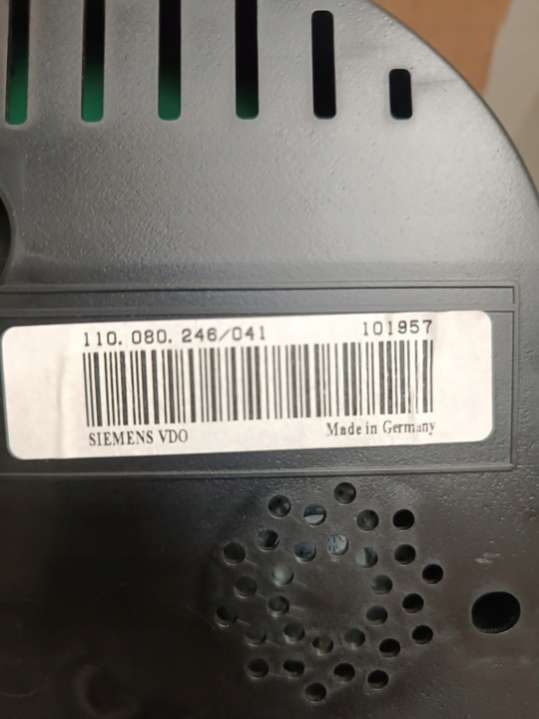 110.080.246/041 101957
SIEMENS VDO Made in Germany